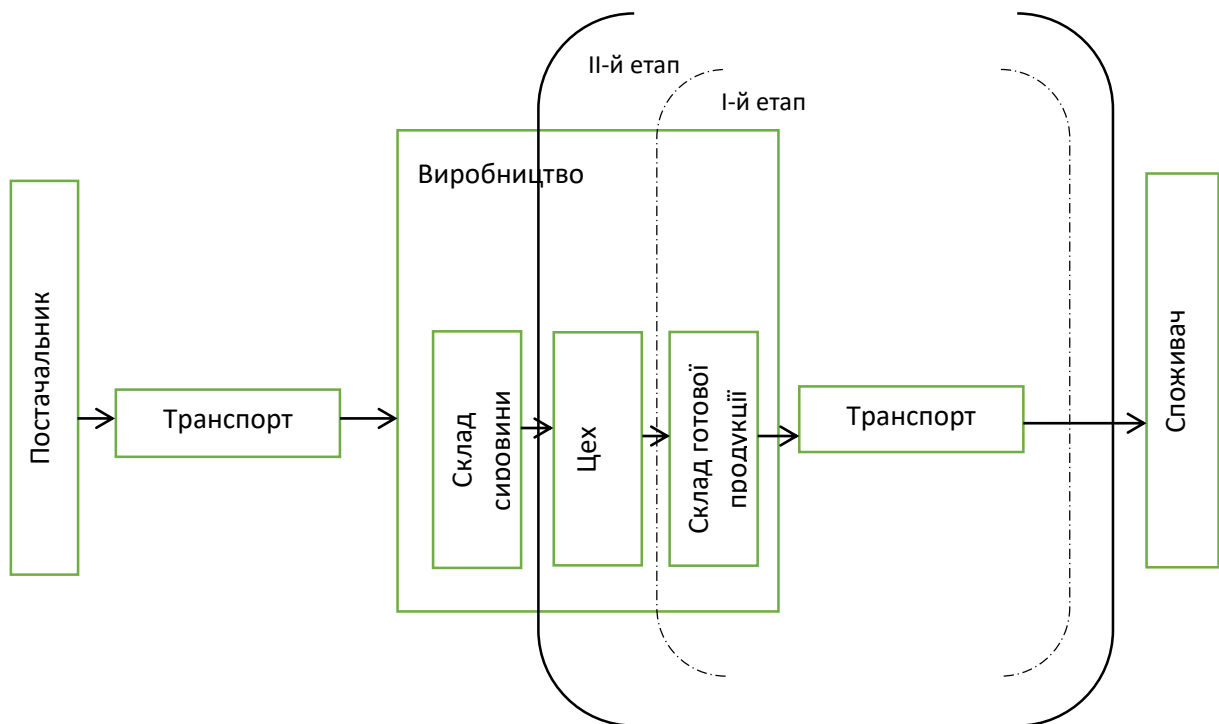 ІІ-й етап
І-й етап
Виробництво
Постачальник
Транспорт
Склад
сировини
Цех
Склад готової
продукції
Транспорт
Споживач